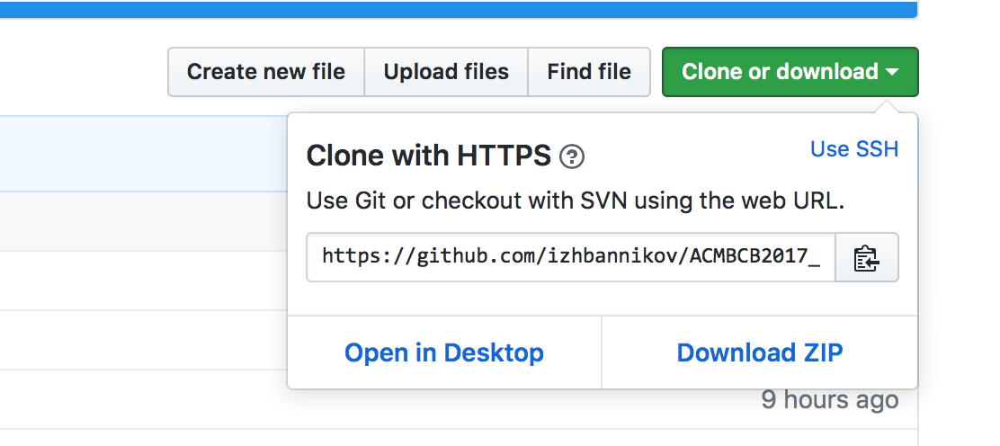 Create new file Upload files Find file Clone or download
Clone with HTTPS ? Use SSH
Use Git or checkout with SVN using the web URL.
https://github.com/izhbannikov/ACMBCB2017_
Open in Desktop Download ZIP
9 hours ago